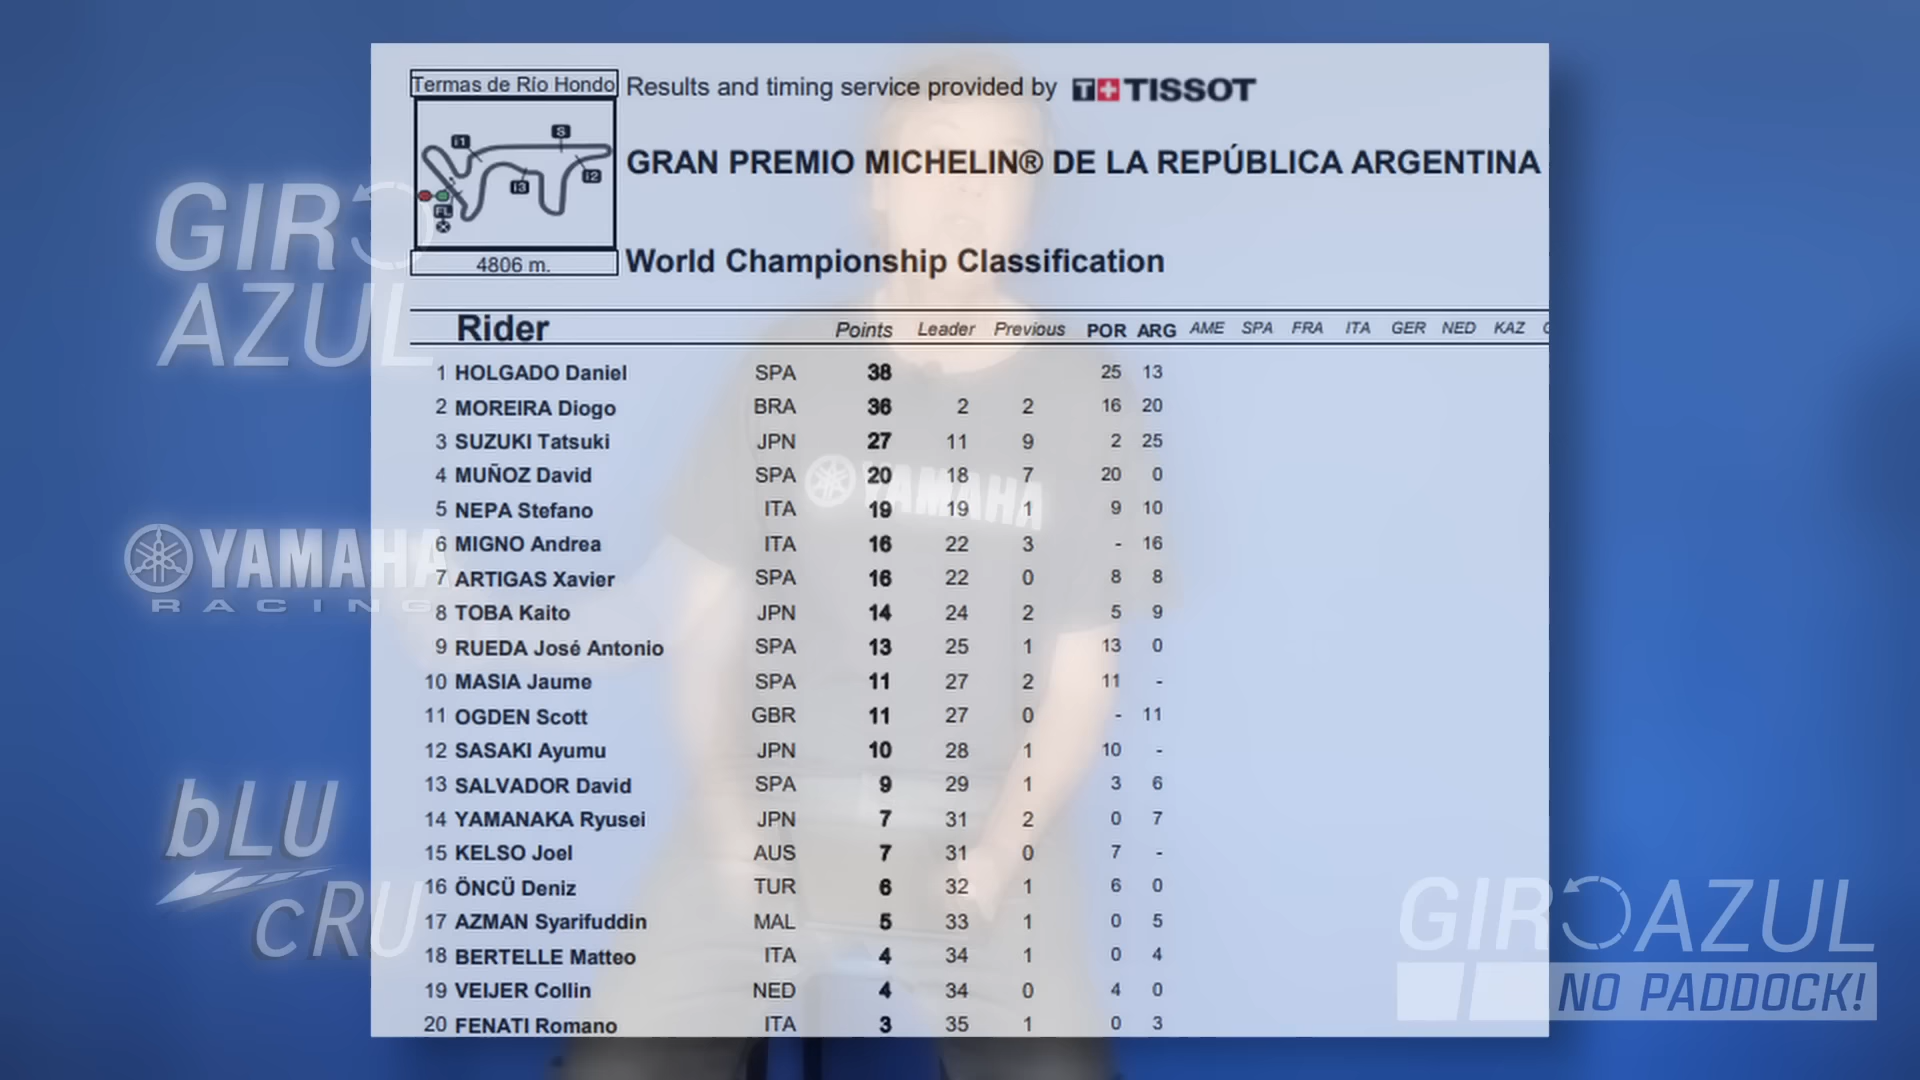 Termas de Río Hondo Results and timing service provided by T+ TISSOT
GRAN PREMIO MICHELIN® DE LA REPÚBLICA ARGENTINA
World Championship Classification
4806 m.
I1 S I2 I3 FL
Rider Points Leader Previous POR ARG AME SPA FRA ITA GER NED KAZ
1 HOLGADO Daniel SPA 38 25 13
2 MOREIRA Diogo BRA 36 2 2 16 20
3 SUZUKI Tatsuki JPN 27 11 9 2 25
4 MUÑOZ David SPA 20 18 7 20 0
5 NEPA Stefano ITA 19 19 1 9 10
6 MIGNO Andrea ITA 16 22 3 - 16
7 ARTIGAS Xavier SPA 16 22 0 8 8
8 TOBA Kaito JPN 14 24 2 5 9
9 RUEDA José Antonio SPA 13 25 1 13 0
10 MASIA Jaume SPA 11 27 2 11 -
11 OGDEN Scott GBR 11 27 0 - 11
12 SASAKI Ayumu JPN 10 28 1 10 -
13 SALVADOR David SPA 9 29 1 3 6
14 YAMANAKA Ryusei JPN 7 31 2 0 7
15 KELSO Joel AUS 7 31 0 7 -
16 ÖNCÜ Deniz TUR 6 32 1 6 0
17 AZMAN Syarifuddin MAL 5 33 1 0 5
18 BERTELLE Matteo ITA 4 34 1 0 4
19 VEIJER Collin NED 4 34 0 4 0
20 FENATI Romano ITA 3 35 1 0 3
GIRO
AZUL
YAMAHA
RACING
bLU
cRU
YAMAHA
GIROAZUL
NO PADDOCK!